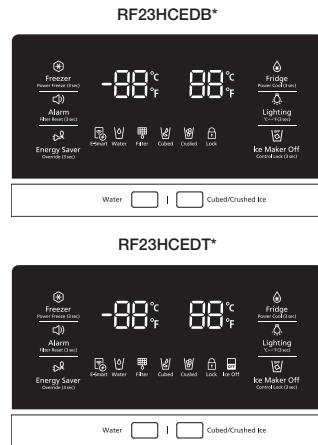 RF23HCEDB*
-88 °C °F 88 °C °F
Freezer
Power Freeze (3 sec)
Alarm
Filter Reset (3 sec)
Energy Saver
Override (3 sec)
E-Smart Water Filter Cubed Crushed Lock
Fridge
Power Cool (3 sec)
Lighting
°C↔°F (3 sec)
Ice Maker Off
Control Lock (3 sec)
Water | Cubed/Crushed Ice
RF23HCEDT*
-88 °C °F 88 °C °F
Freezer
Power Freeze (3 sec)
Alarm
Filter Reset (3 sec)
Energy Saver
Override (3 sec)
E-Smart Water Filter Cubed Crushed Lock Ice Off
Fridge
Power Cool (3 sec)
Lighting
°C↔°F (3 sec)
Ice Maker Off
Control Lock (3 sec)
Water | Cubed/Crushed Ice